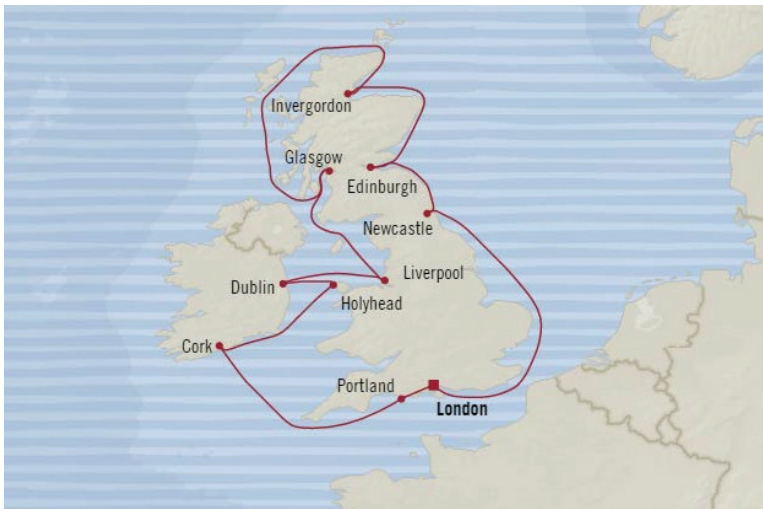 Invergordon
Glasgow
Edinburgh
Newcastle
Liverpool
Dublin
Holyhead
Cork
Portland
London